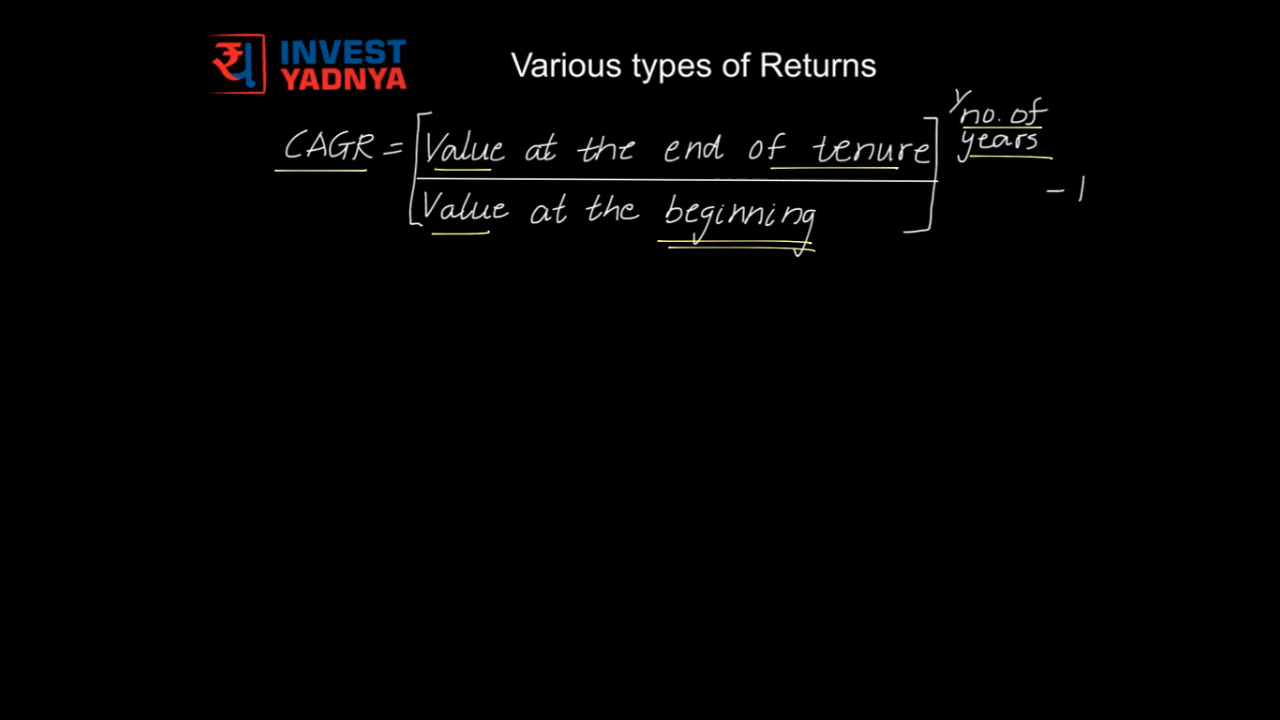 INVEST
YADNYA
Various types of Returns
CAGR = [Value at the end of tenure / Value at the beginning]^(1/no. of years) - 1